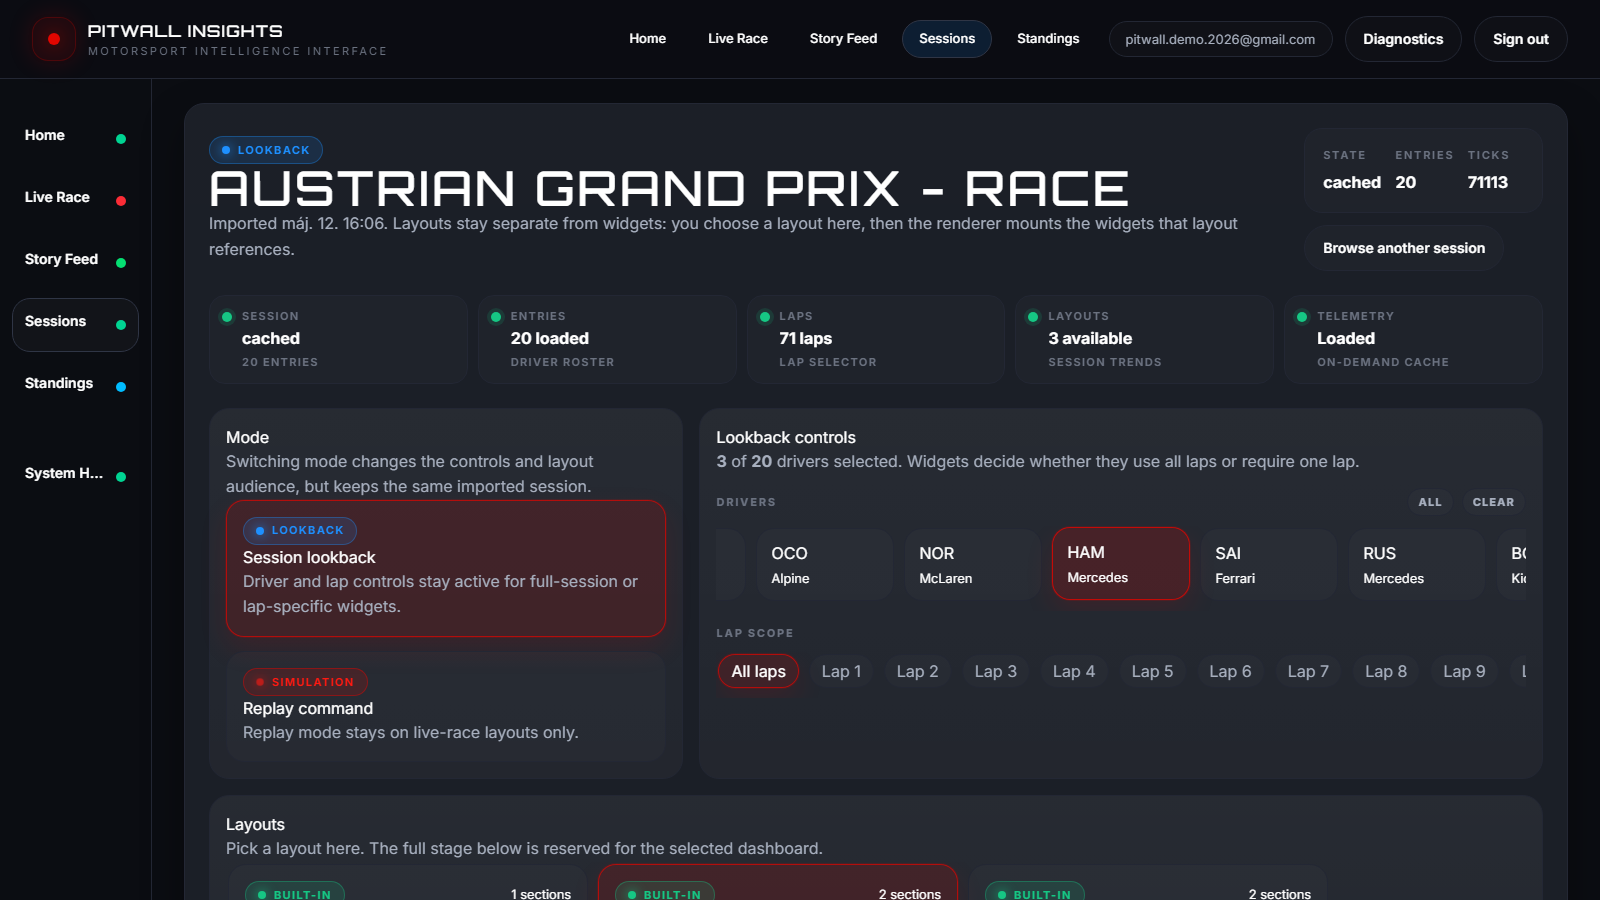 PITWALL INSIGHTS
MOTORSPORT INTELLIGENCE INTERFACE
Home
Live Race
Story Feed
Sessions
Standings
pitwall.demo.2026@gmail.com
Diagnostics
Sign out
Home
Live Race
Story Feed
Sessions
Standings
System H...
LOOKBACK
AUSTRIAN GRAND PRIX - RACE
Imported máj. 12. 16:06. Layouts stay separate from widgets: you choose a layout here, then the renderer mounts the widgets that layout
references.
STATE ENTRIES TICKS
cached 20 71113
Browse another session
SESSION
cached
20 ENTRIES
ENTRIES
20 loaded
DRIVER ROSTER
LAPS
71 laps
LAP SELECTOR
LAYOUTS
3 available
SESSION TRENDS
TELEMETRY
Loaded
ON-DEMAND CACHE
Mode
Switching mode changes the controls and layout
audience, but keeps the same imported session.
LOOKBACK
Session lookback
Driver and lap controls stay active for full-session or
lap-specific widgets.
SIMULATION
Replay command
Replay mode stays on live-race layouts only.
Lookback controls
3 of 20 drivers selected. Widgets decide whether they use all laps or require one lap.
DRIVERS
ALL
CLEAR
OCO
Alpine
NOR
McLaren
HAM
Mercedes
SAI
Ferrari
RUS
Mercedes
LAP SCOPE
All laps
Lap 1
Lap 2
Lap 3
Lap 4
Lap 5
Lap 6
Lap 7
Lap 8
Lap 9
Layouts
Pick a layout here. The full stage below is reserved for the selected dashboard.
BUILT-IN
1 sections
BUILT-IN
2 sections
BUILT-IN
2 sections